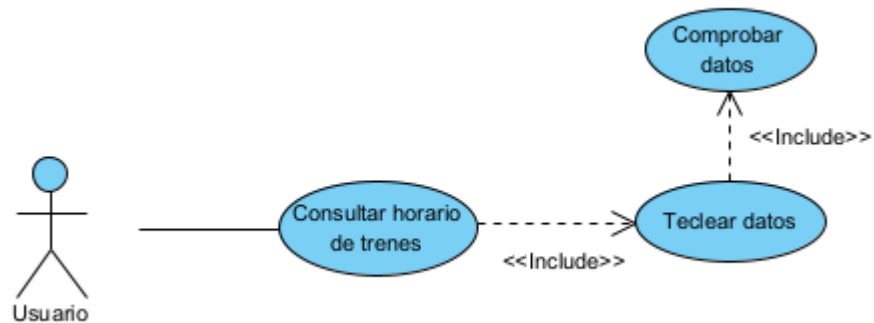 Comprobar
datos
<<Include>>
Consultar horario
de trenes
Teclear datos
<<Include>>
Usuario